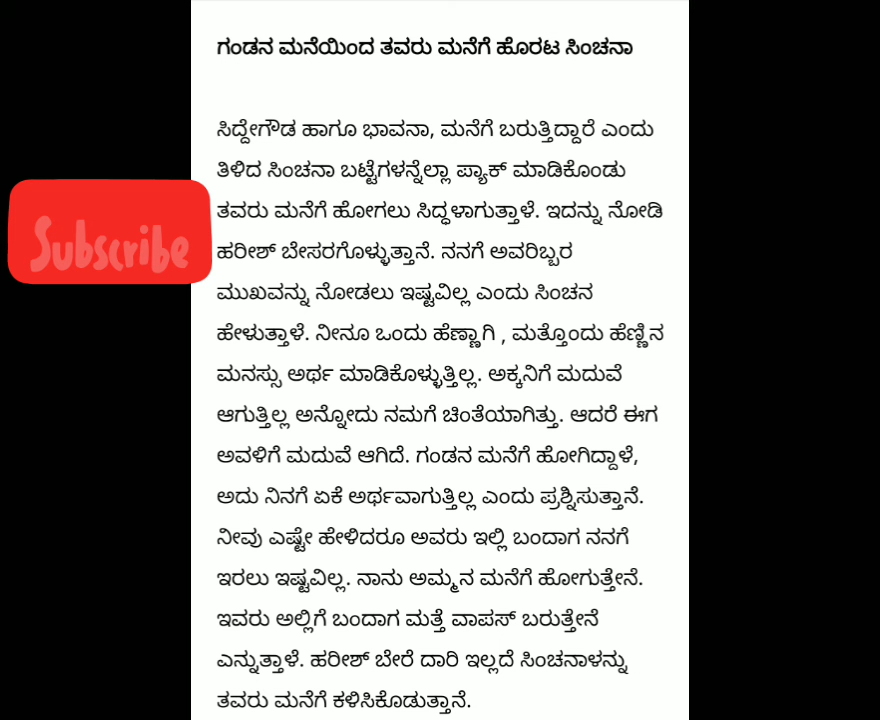 ಗಂಡನ ಮನೆಯಿಂದ ತವರು ಮನೆಗೆ ಹೊರಟ ಸಿಂಚನಾ
ಸಿದ್ದೇಗೌಡ ಹಾಗೂ ಭಾವನಾ, ಮನೆಗೆ ಬರುತ್ತಿದ್ದಾರೆ ಎಂದು
ತಿಳಿದ ಸಿಂಚನಾ ಬಟ್ಟೆಗಳನ್ನೆಲ್ಲಾ ಪ್ಯಾಕ್ ಮಾಡಿಕೊಂಡು
ತವರು ಮನೆಗೆ ಹೋಗಲು ಸಿದ್ಧಳಾಗುತ್ತಾಳೆ. ಇದನ್ನು ನೋಡಿ
Subscribe
ಹರೀಶ್ ಬೇಸರಗೊಳ್ಳುತ್ತಾನೆ. ನನಗೆ ಅವರಿಬ್ಬರ
ಮುಖವನ್ನು ನೋಡಲು ಇಷ್ಟವಿಲ್ಲ ಎಂದು ಸಿಂಚನ
ಹೇಳುತ್ತಾಳೆ. ನೀನೂ ಒಂದು ಹೆಣ್ಣಾಗಿ , ಮತ್ತೊಂದು ಹೆಣ್ಣಿನ
ಮನಸ್ಸು ಅರ್ಥ ಮಾಡಿಕೊಳ್ಳುತ್ತಿಲ್ಲ. ಅಕ್ಕನಿಗೆ ಮದುವೆ
ಆಗುತ್ತಿಲ್ಲ ಅನ್ನೋದು ನಮಗೆ ಚಿಂತೆಯಾಗಿತ್ತು. ಆದರೆ ಈಗ
ಅವಳಿಗೆ ಮದುವೆ ಆಗಿದೆ. ಗಂಡನ ಮನೆಗೆ ಹೋಗಿದ್ದಾಳೆ,
ಅದು ನಿನಗೆ ಏಕೆ ಅರ್ಥವಾಗುತ್ತಿಲ್ಲ ಎಂದು ಪ್ರಶ್ನಿಸುತ್ತಾನೆ.
ನೀವು ಎಷ್ಟೇ ಹೇಳಿದರೂ ಅವರು ಇಲ್ಲಿ ಬಂದಾಗ ನನಗೆ
ಇರಲು ಇಷ್ಟವಿಲ್ಲ. ನಾನು ಅಮ್ಮನ ಮನೆಗೆ ಹೋಗುತ್ತೇನೆ.
ಇವರು ಅಲ್ಲಿಗೆ ಬಂದಾಗ ಮತ್ತೆ ವಾಪಸ್ ಬರುತ್ತೇನೆ
ಎನ್ನುತ್ತಾಳೆ. ಹರೀಶ್ ಬೇರೆ ದಾರಿ ಇಲ್ಲದೆ ಸಿಂಚನಾಳನ್ನು
ತವರು ಮನೆಗೆ ಕಳಿಸಿಕೊಡುತ್ತಾನೆ.